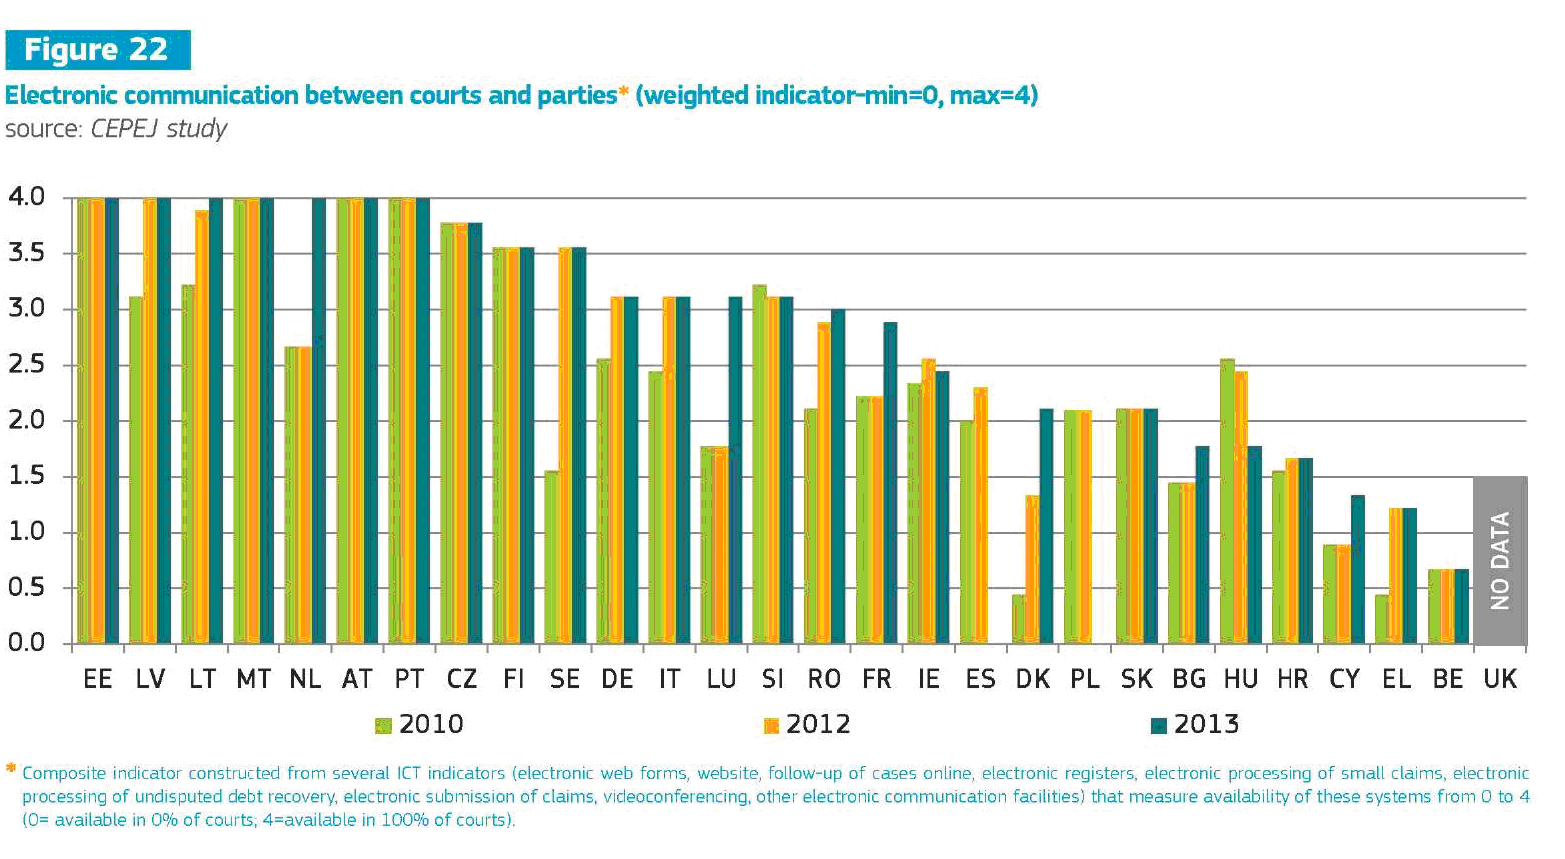 Figure 22
Electronic communication between courts and parties* (weighted indicator-min=0, max=4)
source: CEPEJ study
4.0
3.5
3.0
2.5
2.0
1.5
1.0
0.5
0.0
NO DATA
EE LV LT MT NL AT PT CZ FI SE DE IT LU SI RO FR IE ES DK PL SK BG HU HR CY EL BE UK
2010 2012 2013
* Composite indicator constructed from several ICT indicators (electronic web forms, website, follow-up of cases online, electronic registers, electronic processing of small claims, electronic
processing of undisputed debt recovery, electronic submission of claims, videoconferencing, other electronic communication facilities) that measure availability of these systems from 0 to 4
(0= available in 0% of courts; 4=available in 100% of courts).